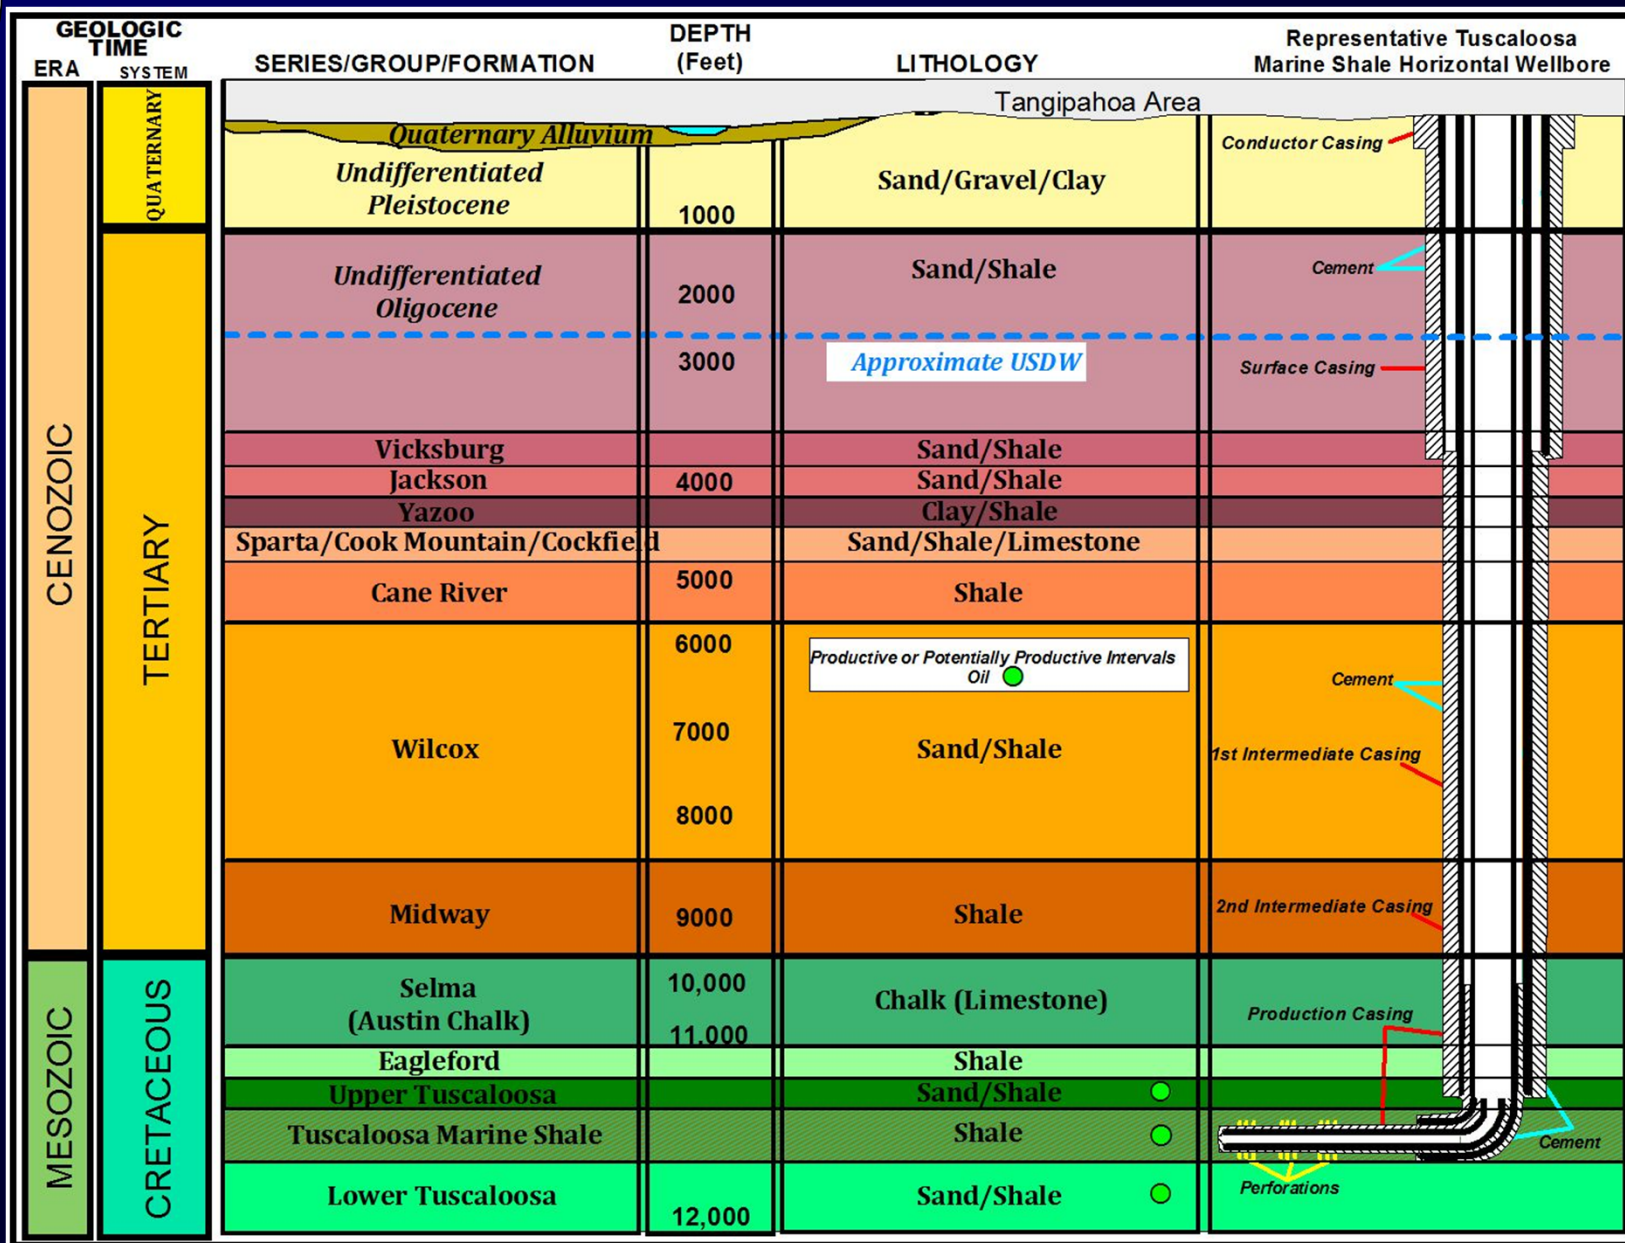 GEOLOGIC
TIME
ERA
SYSTEM
SERIES/GROUP/FORMATION
DEPTH
(Feet)
LITHOLOGY
Representative Tuscaloosa
Marine Shale Horizontal Wellbore
Tangipahoa Area
CENOZOIC
MESOZOIC
QUATERNARY
TERTIARY
CRETACEOUS
Quaternary Alluvium
Undifferentiated
Pleistocene
1000
Sand/Gravel/Clay
Conductor Casing
Undifferentiated
Oligocene
2000
Sand/Shale
Cement
3000
Approximate USDW
Surface Casing
Vicksburg
Sand/Shale
Jackson
4000
Sand/Shale
Yazoo
Clay/Shale
Sparta/Cook Mountain/Cockfield
Sand/Shale/Limestone
Cane River
5000
Shale
6000
Productive or Potentially Productive Intervals
Oil
Cement
7000
Wilcox
Sand/Shale
1st Intermediate Casing
8000
Midway
9000
Shale
2nd Intermediate Casing
Selma
(Austin Chalk)
10,000
11,000
Chalk (Limestone)
Production Casing
Eagleford
Shale
Upper Tuscaloosa
Sand/Shale
Tuscaloosa Marine Shale
Shale
Cement
Perforations
Lower Tuscaloosa
Sand/Shale
12,000